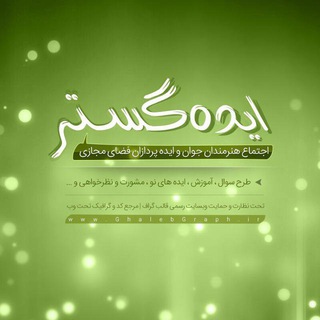 ایده گستر
اجتماع هنرمندان جوان و ایده پردازان فضای مجازی
طرح سوال ، آموزش ، ایده های نو ، مشورت و نظرخواهی و ...
تحت نظارت و حمایت وبسایت رسمی قالب گراف | مرجع کد و گرافیک تحت وب
www.GhalebGraph.ir